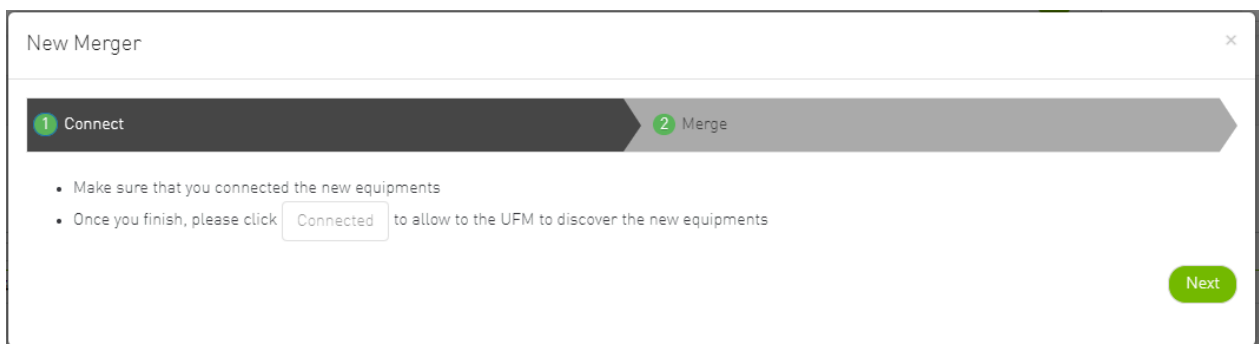 New Merger
×
1 Connect
2 Merge
• Make sure that you connected the new equipments
• Once you finish, please click Connected to allow to the UFM to discover the new equipments
Next